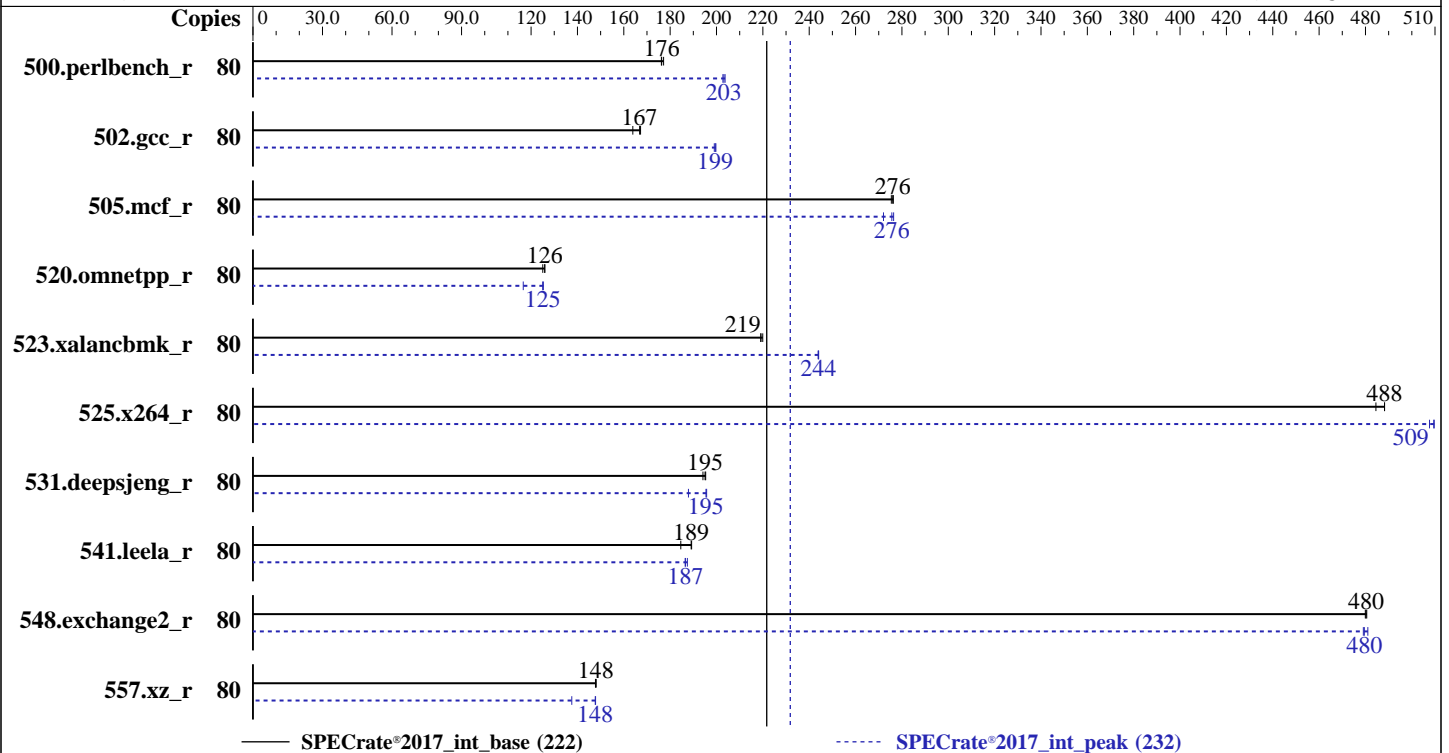 Copies 0 30.0 60.0 90.0 120 140 160 180 200 220 240 260 280 300 320 340 360 380 400 420 440 460 480 510
176
500.perlbench_r 80
203
167
502.gcc_r 80
199
276
505.mcf_r 80
276
126
520.omnetpp_r 80
125
219
523.xalancbmk_r 80
244
488
525.x264_r 80
509
195
531.deepsjeng_r 80
195
189
541.leela_r 80
187
480
548.exchange2_r 80
480
148
557.xz_r 80
148
SPECrate®2017_int_base (222) SPECrate®2017_int_peak (232)